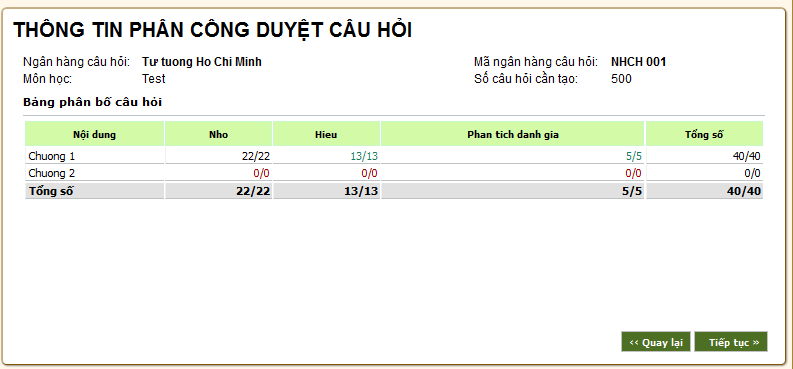 THÔNG TIN PHÂN CÔNG DUYỆT CÂU HỎI
Ngân hàng câu hỏi: Tư tuong Ho Chi Minh Mã ngân hàng câu hỏi: NHCH 001
Môn học: Test Số câu hỏi cần tạo: 500
Bảng phân bố câu hỏi
Nội dung Nho Hieu Phan tich danh gia Tổng số
Chuong 1 22/22 13/13 5/5 40/40
Chuong 2 0/0 0/0 0/0 0/0
Tổng số 22/22 13/13 5/5 40/40
‹‹ Quay lại Tiếp tục »